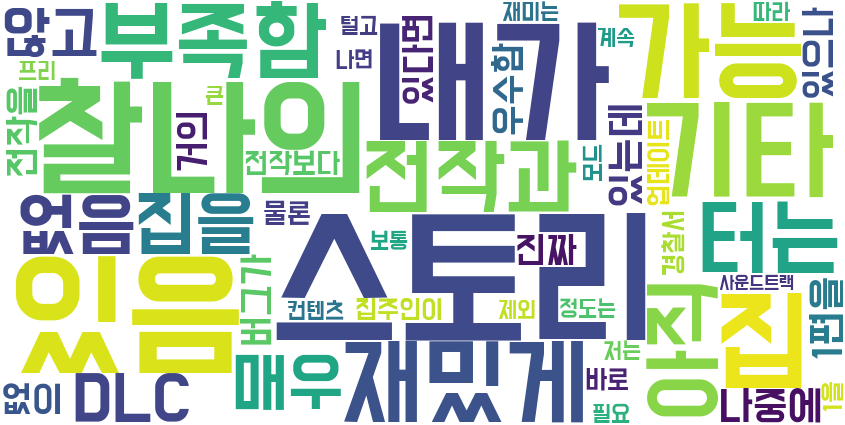 않고
부족함
털고
나면
있다면
내가
재미는
우수함
계속
가능
따라
있으나
프리
큰
전작을
찰나의
거의
전작보다
전작과
있는데
모드
업데이트
기타
없음
집을
물론
보통
스토리
진짜
경찰서
터는
있음
버그가
컨텐츠
집주인이
제외
정도는
사운드트랙
아직
집
1편을
없이
DLC
매우
재밌게
저는
바로
필요
나중에
1을